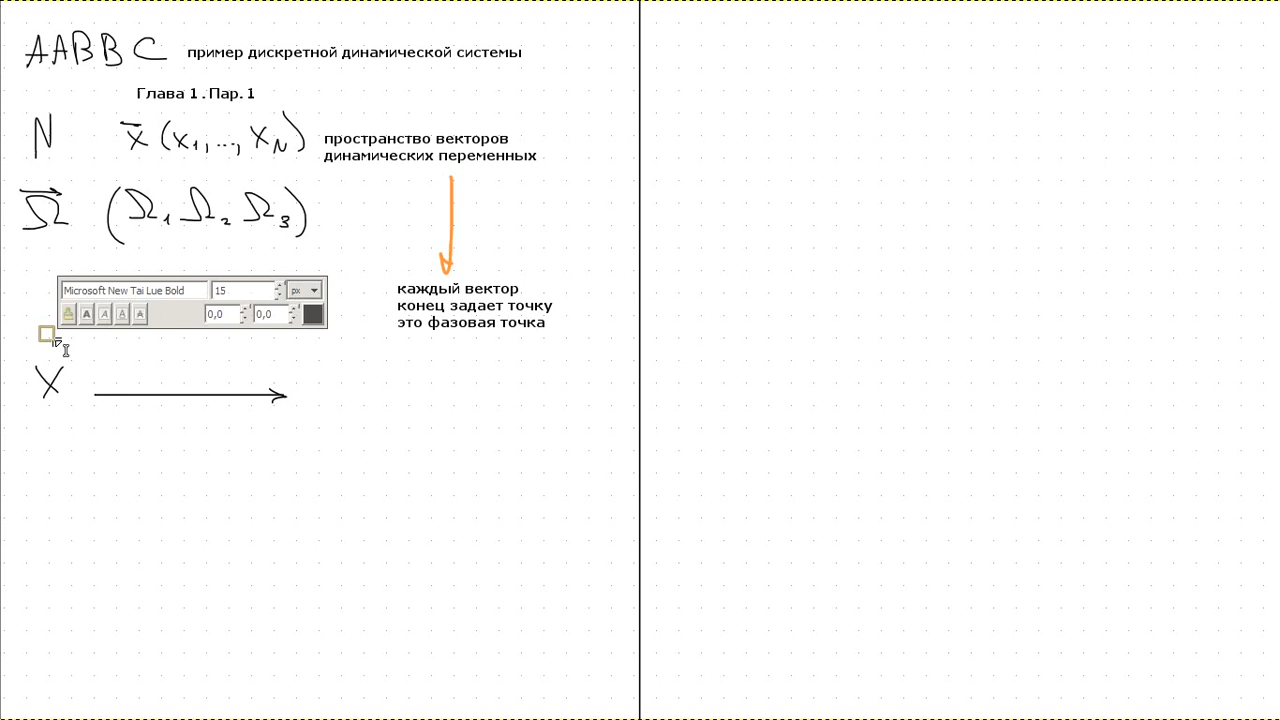 AABBC пример дискретной динамической системы
Глава 1 . Пар. 1
N x̅ (x₁, ..., x_N) пространство векторов
динамических переменных
Ω⃗ (Ω₁ Ω₂ Ω₃)
каждый вектор
конец задает точку
это фазовая точка
Microsoft New Tai Lue Bold 15 px
A A A A 0,0 0,0
X